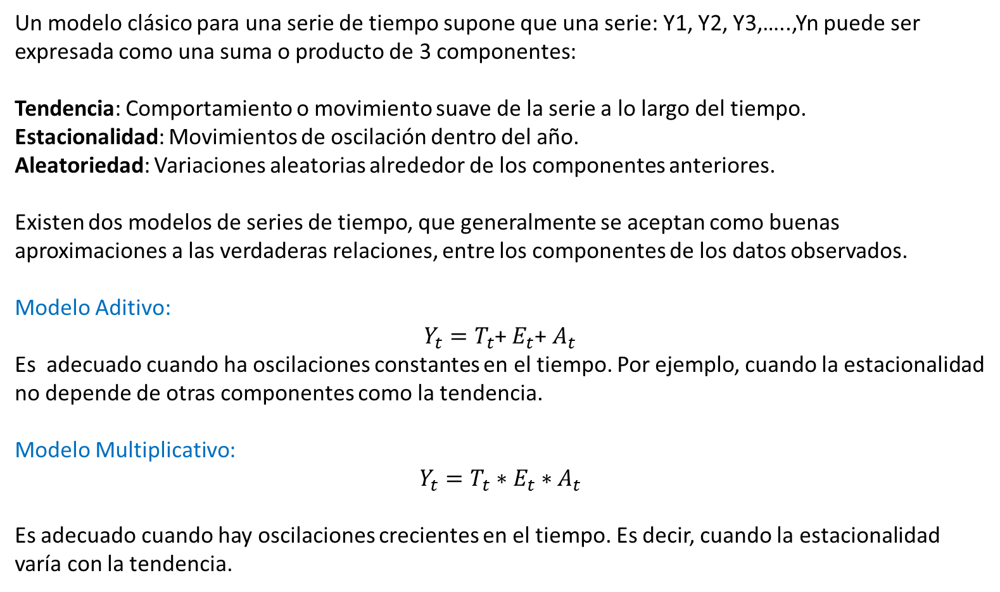 Un modelo clásico para una serie de tiempo supone que una serie: Y1, Y2, Y3,…..,Yn puede ser
expresada como una suma o producto de 3 componentes:
Tendencia: Comportamiento o movimiento suave de la serie a lo largo del tiempo.
Estacionalidad: Movimientos de oscilación dentro del año.
Aleatoriedad: Variaciones aleatorias alrededor de los componentes anteriores.
Existen dos modelos de series de tiempo, que generalmente se aceptan como buenas
aproximaciones a las verdaderas relaciones, entre los componentes de los datos observados.
Modelo Aditivo:
Y_t = T_t + E_t + A_t
Es  adecuado cuando ha oscilaciones constantes en el tiempo. Por ejemplo, cuando la estacionalidad
no depende de otras componentes como la tendencia.
Modelo Multiplicativo:
Y_t = T_t ∗ E_t ∗ A_t
Es adecuado cuando hay oscilaciones crecientes en el tiempo. Es decir, cuando la estacionalidad
varía con la tendencia.